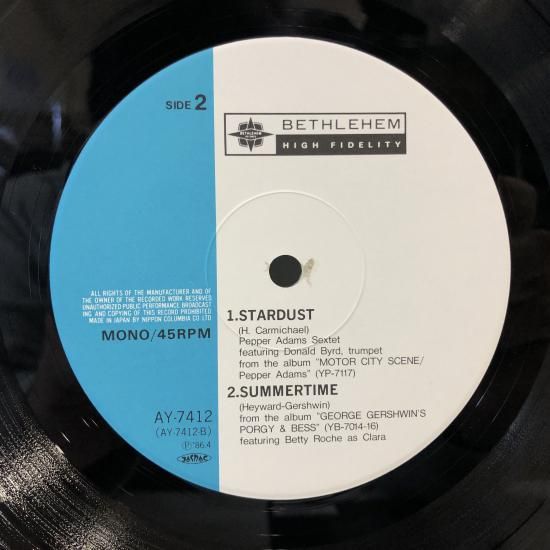 SIDE 2
BETHLEHEM
HIGH FIDELITY
BETHLEHEM
ALL RIGHTS OF THE MANUFACTURER AND OF
THE OWNER OF THE RECORDED WORK RESERVED
UNAUTHORIZED PUBLIC PERFORMANCE BROADCAST
ING AND COPYING OF THIS RECORD PROHIBITED
MADE IN JAPAN BY NIPPON COLUMBIA CO LTD
MONO/45RPM
AY-7412
(AY-7412-B)
Ⓟ'86.4
1.STARDUST
(H. Carmichael)
Pepper Adams Sextet
featuring Donald Byrd, trumpet
from the album "MOTOR CITY SCENE/
Pepper Adams" (YP-7117)
2.SUMMERTIME
(Heyward-Gershwin)
from the album "GEORGE GERSHWIN'S
PORGY & BESS" (YB-7014-16)
featuring Betty Roche as Clara